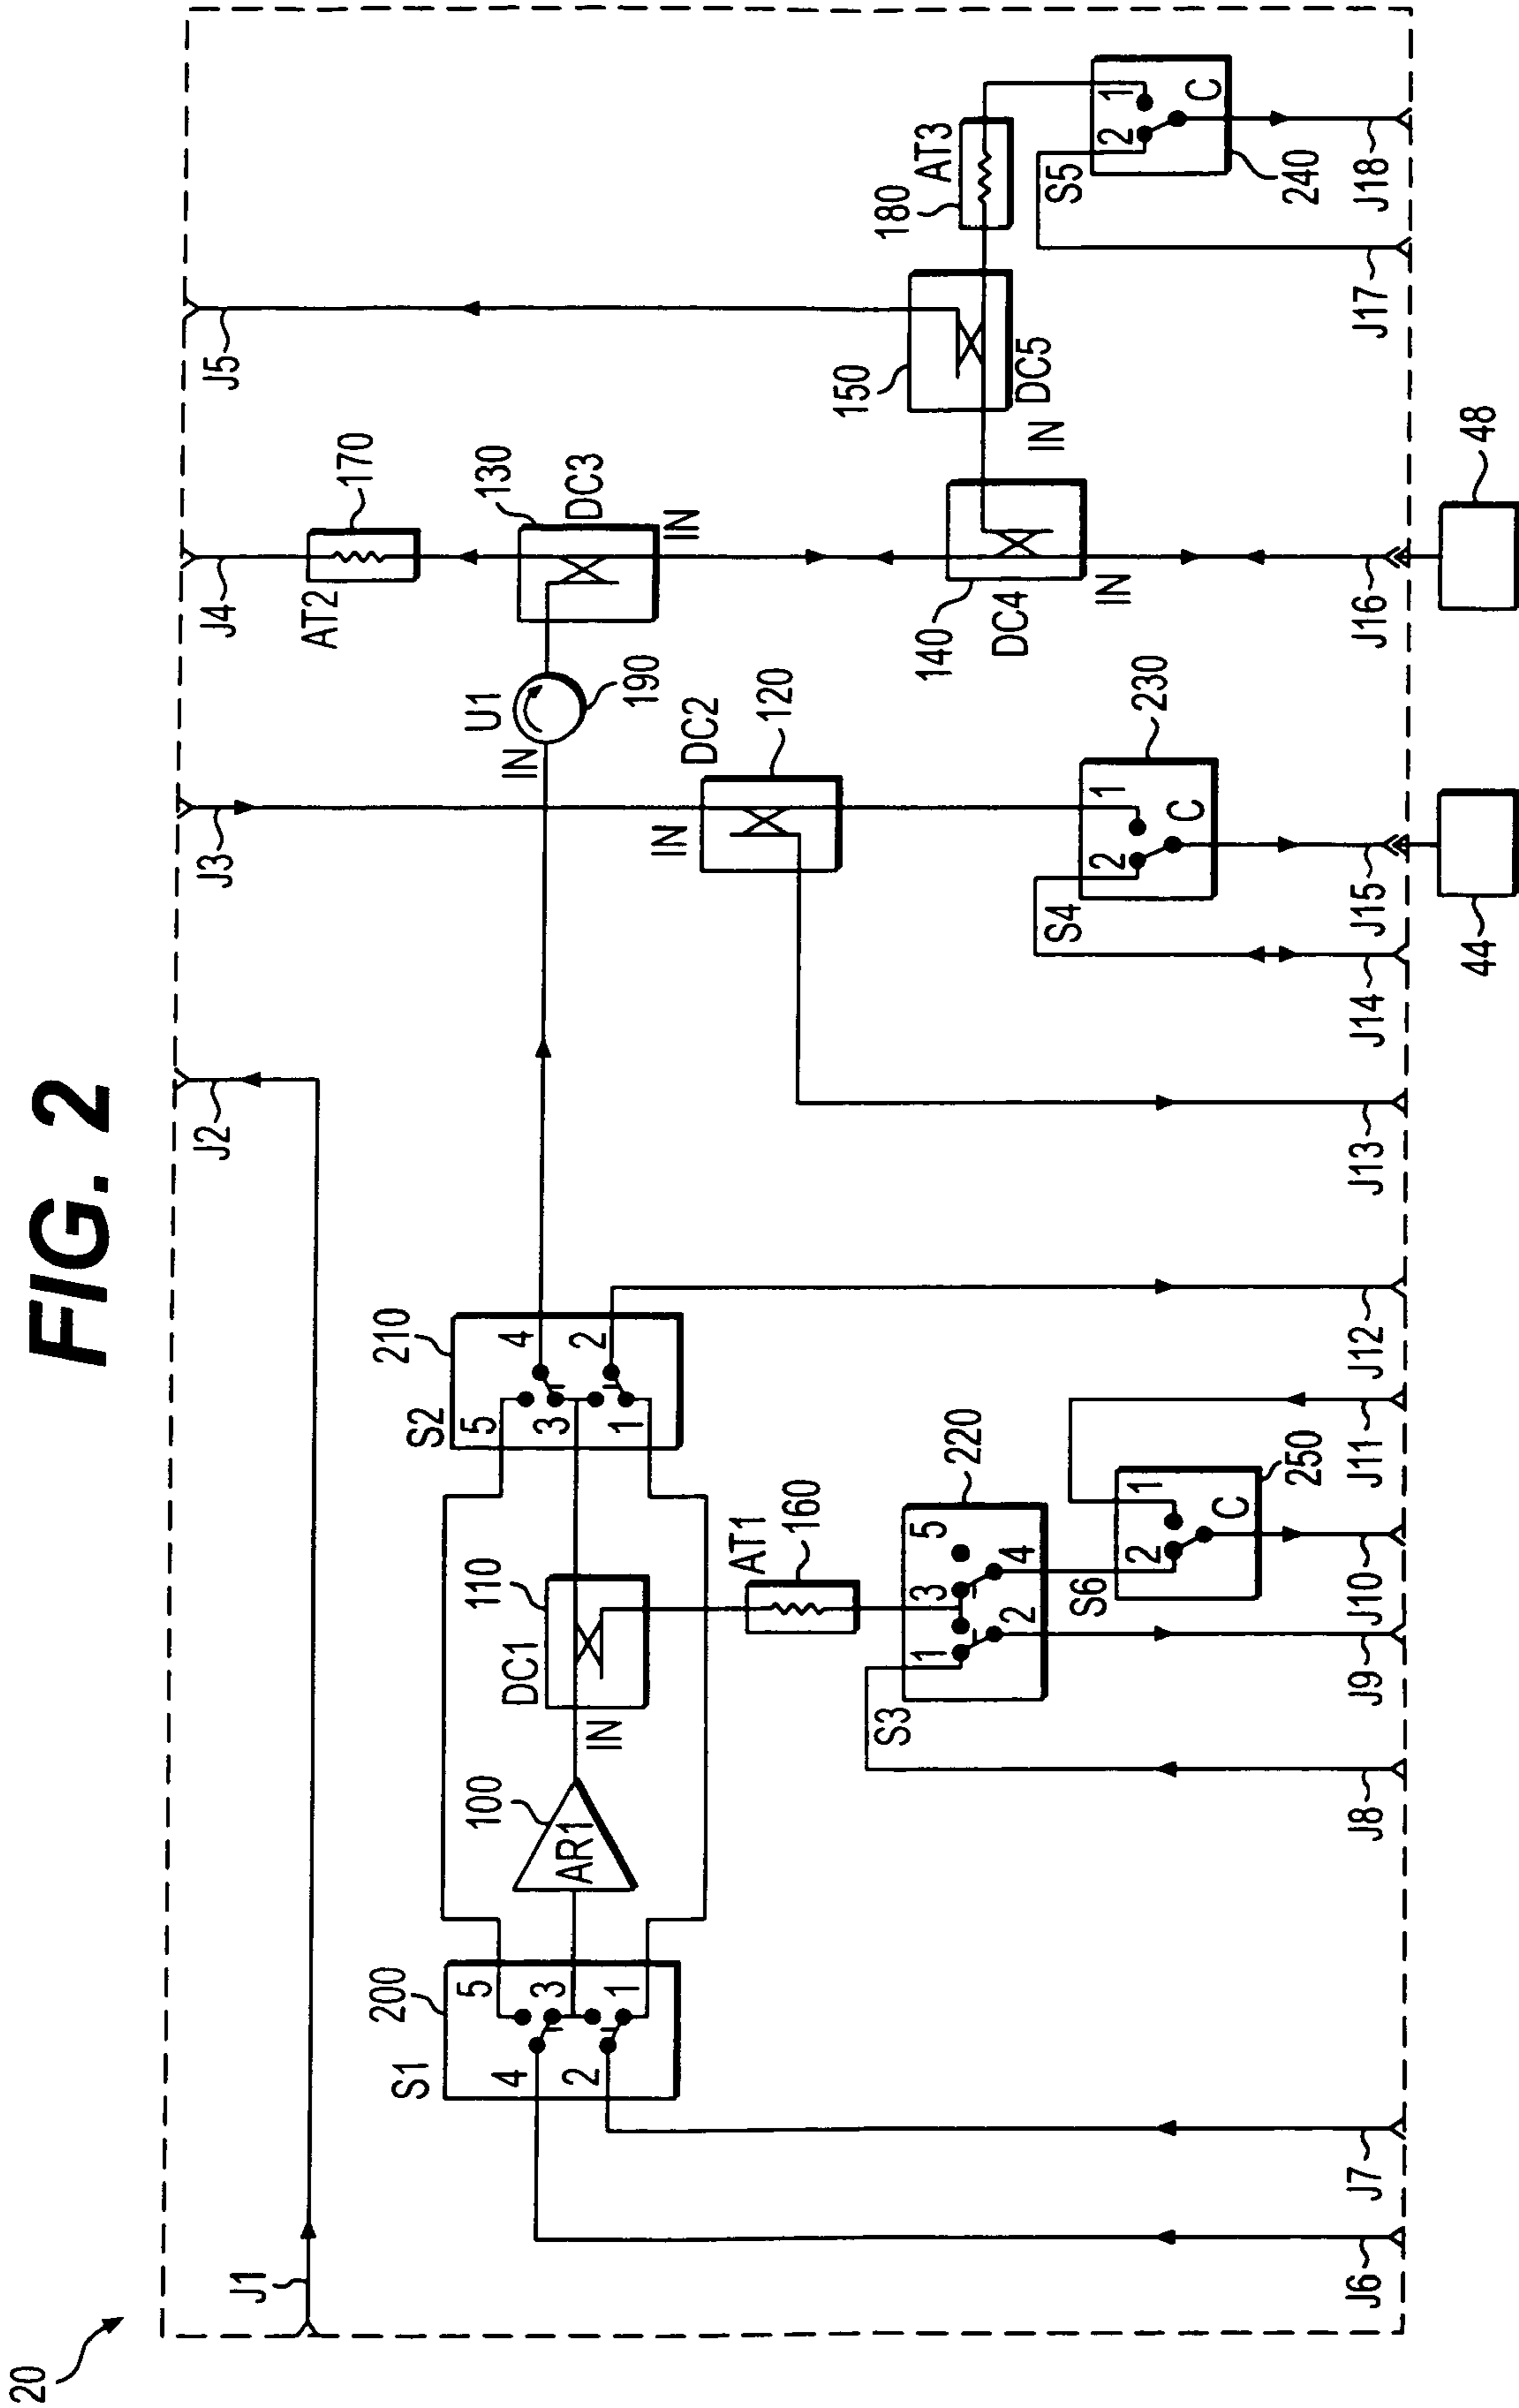 FIG. 2
20
J1
J2
J3
J4
J5
200
S1
4
2
5
3
1
100
AR1
DC1
110
IN
S2
210
5
3
1
4
2
U1
IN
190
AT2
170
130
DC3
IN
DC2
120
IN
140
DC4
IN
150
DC5
IN
180
AT3
S5
2
1
C
240
AT1
160
S3
220
1
2
3
4
5
S6
2
1
C
250
S4
2
1
C
230
J6
J7
J8
J9
J10
J11
J12
J13
J14
J15
J16
J17
J18
44
48